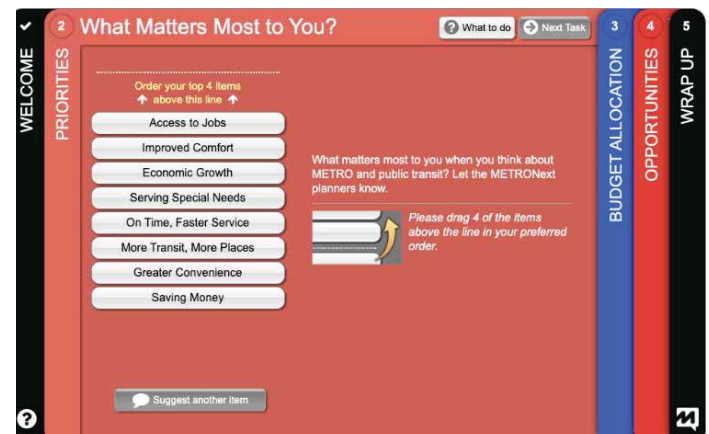 WELCOME
2
PRIORITIES
What Matters Most to You?
? What to do
Next Task
Order your top 4 items
above this line
Access to Jobs
Improved Comfort
Economic Growth
Serving Special Needs
On Time, Faster Service
More Transit, More Places
Greater Convenience
Saving Money
Suggest another item
What matters most to you when you think about
METRO and public transit? Let the METRONext
planners know.
Please drag 4 of the items
above the line in your preferred
order.
3
BUDGET ALLOCATION
4
OPPORTUNITIES
5
WRAP UP
?